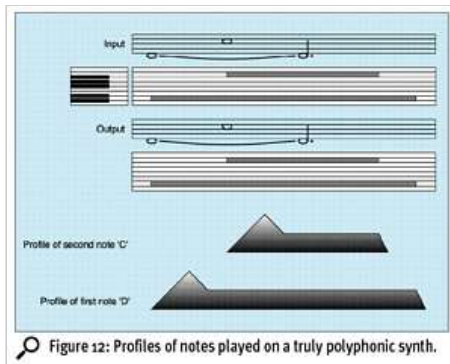 Input
Output
Profile of second note 'C'
Profile of first note 'D'
Figure 12: Profiles of notes played on a truly polyphonic synth.